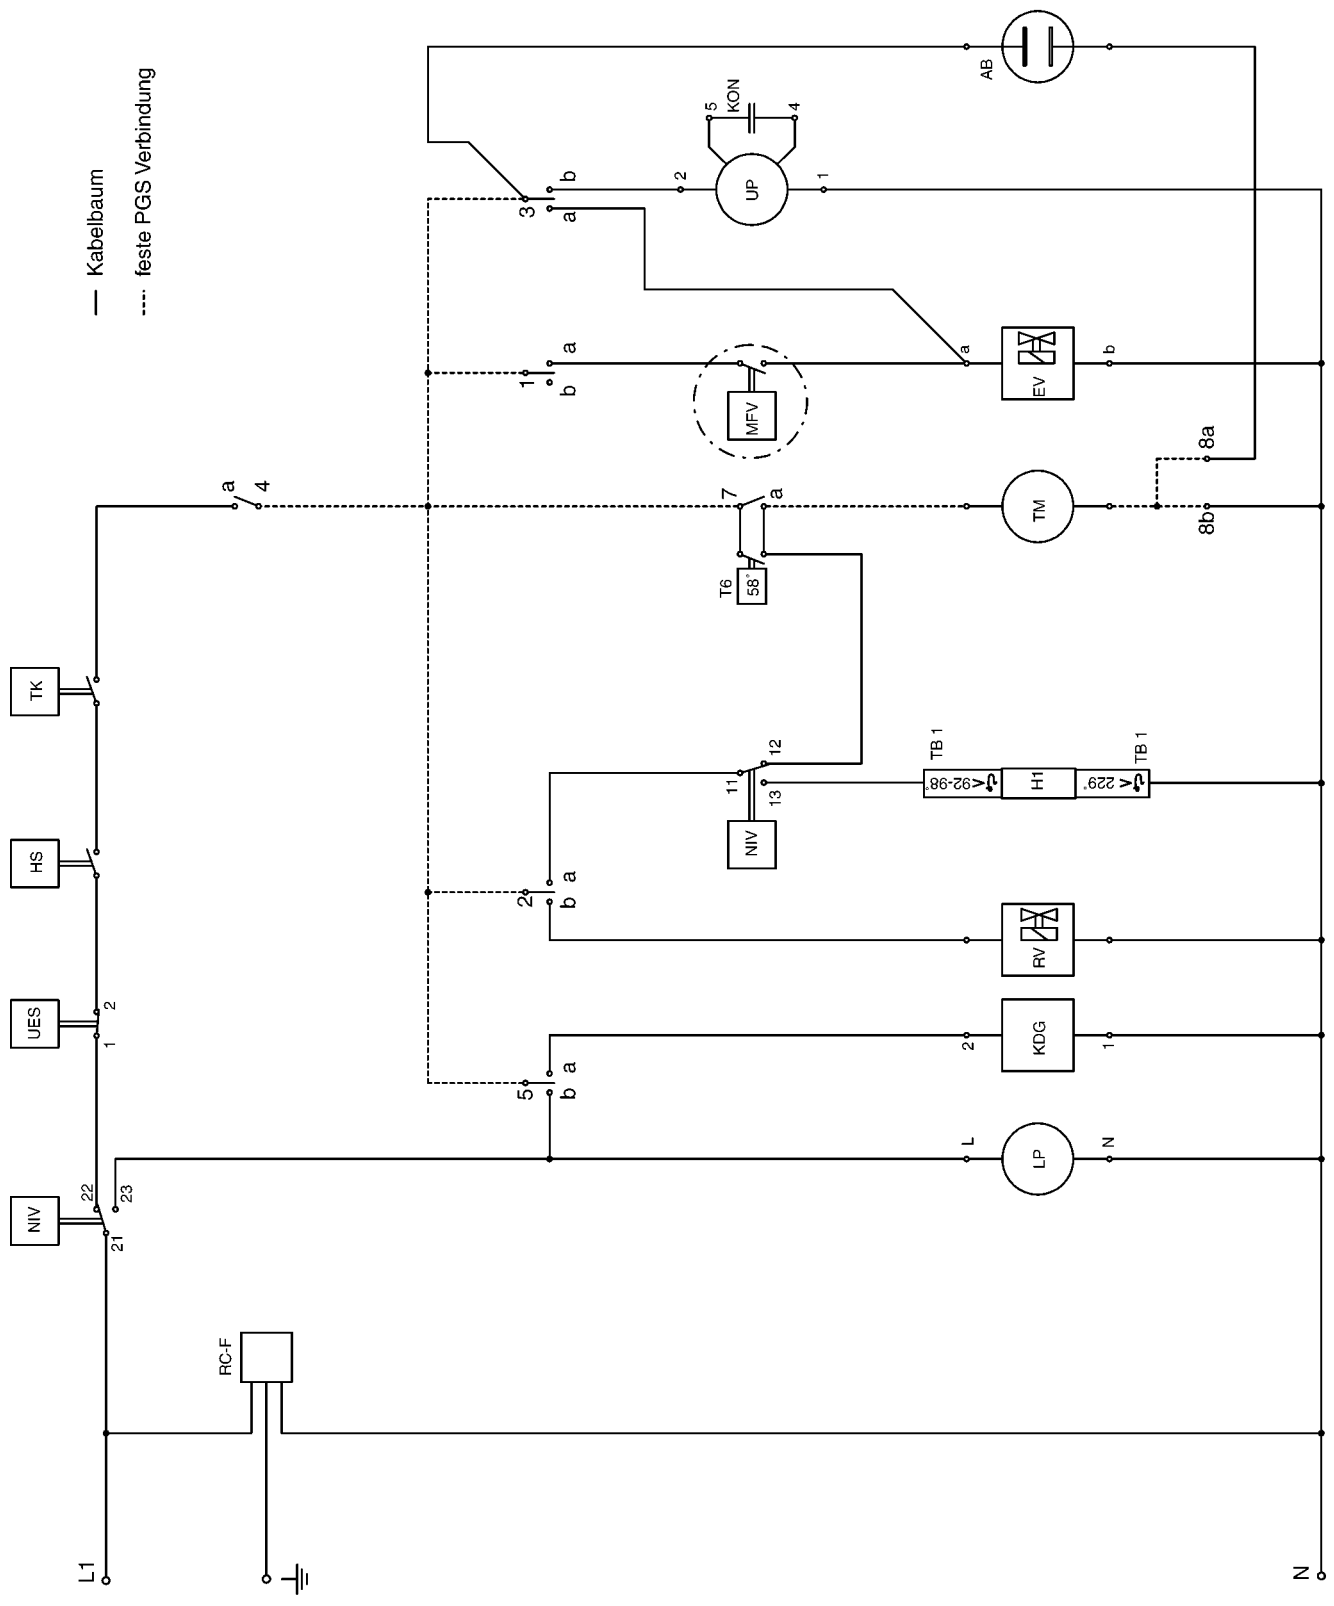 L1
N
RC-F
NIV
21
22
23
UES
1
2
HS
TK
a
4
Kabelbaum
feste PGS Verbindung
5
b
a
2
b
a
1
b
a
3
a
b
NIV
11
12
13
T6
58°
7
a
MFV
2
UP
1
5
KON
4
L
LP
N
2
KDG
1
RV
TB 1
92-98°
H1
229°
TB 1
TM
8b
8a
a
EV
b
AB